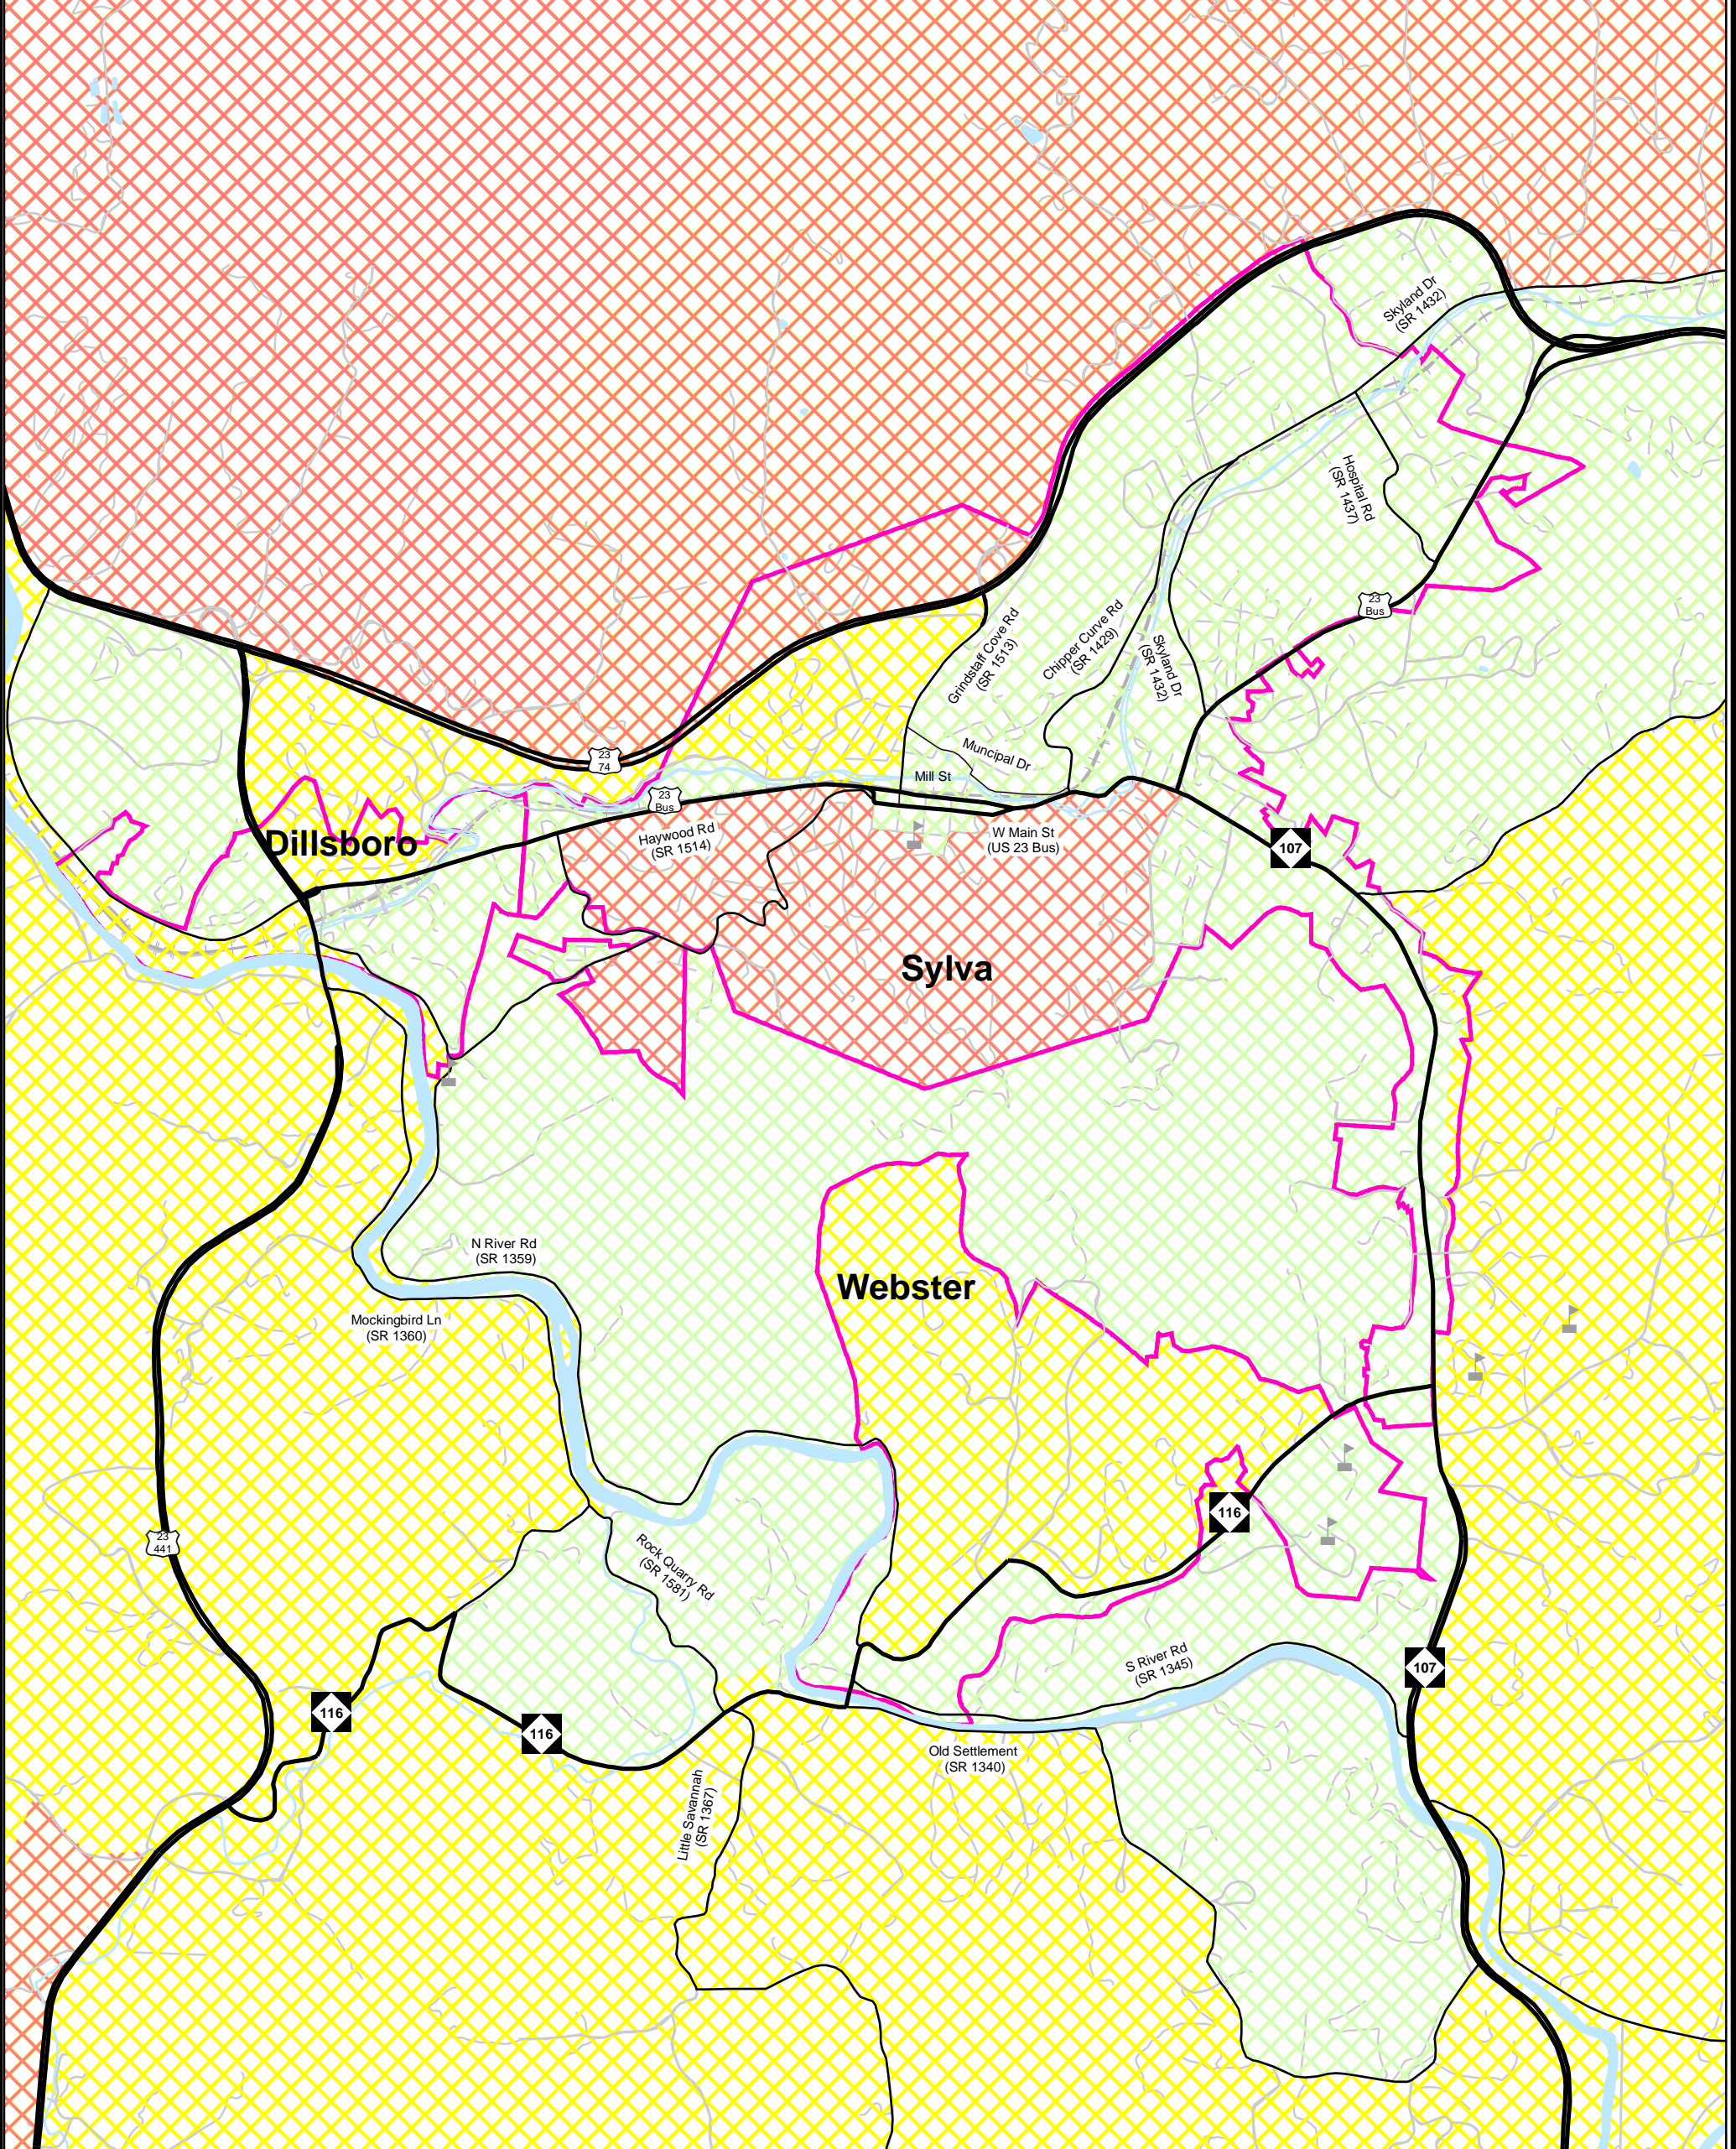 Skyland Dr
(SR 1432)
Hospital Rd
(SR 1437)
23
Bus
Grindstaff Cove Rd
(SR 1513)
Chipper Curve Rd
(SR 1429)
Skyland Dr
(SR 1432)
Muncipal Dr
23
74
Mill St
23
Bus
Haywood Rd
(SR 1514)
W Main St
(US 23 Bus)
107
Dillsboro
Sylva
N River Rd
(SR 1359)
Webster
Mockingbird Ln
(SR 1360)
116
23
441
Rock Quarry Rd
(SR 1581)
S River Rd
(SR 1345)
107
116
116
Old Settlement
(SR 1340)
Little Savannah
(SR 1367)